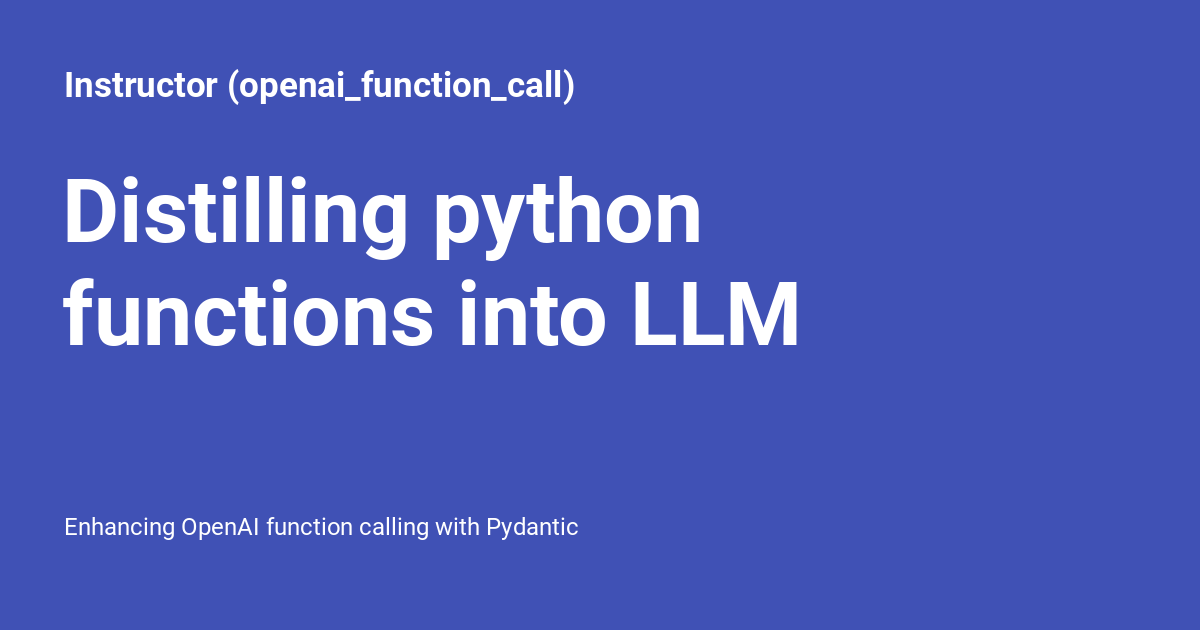 Instructor (openai_function_call)
Distilling python
functions into LLM
Enhancing OpenAI function calling with Pydantic